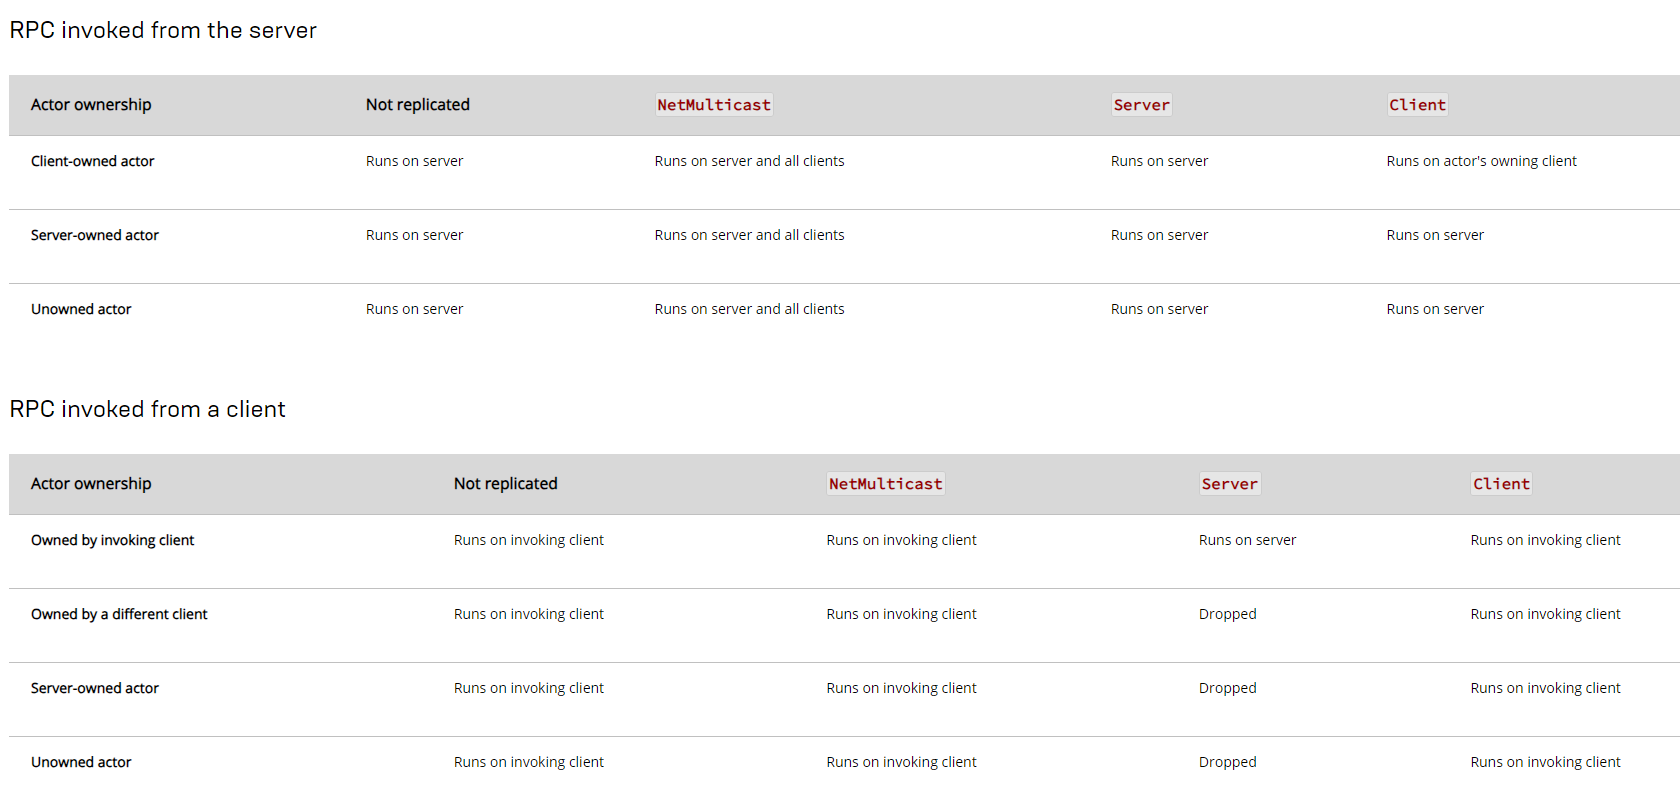 RPC invoked from the server
Actor ownership Not replicated NetMulticast Server Client
Client-owned actor Runs on server Runs on server and all clients Runs on server Runs on actor's owning client
Server-owned actor Runs on server Runs on server and all clients Runs on server Runs on server
Unowned actor Runs on server Runs on server and all clients Runs on server Runs on server
RPC invoked from a client
Actor ownership Not replicated NetMulticast Server Client
Owned by invoking client Runs on invoking client Runs on invoking client Runs on server Runs on invoking client
Owned by a different client Runs on invoking client Runs on invoking client Dropped Runs on invoking client
Server-owned actor Runs on invoking client Runs on invoking client Dropped Runs on invoking client
Unowned actor Runs on invoking client Runs on invoking client Dropped Runs on invoking client